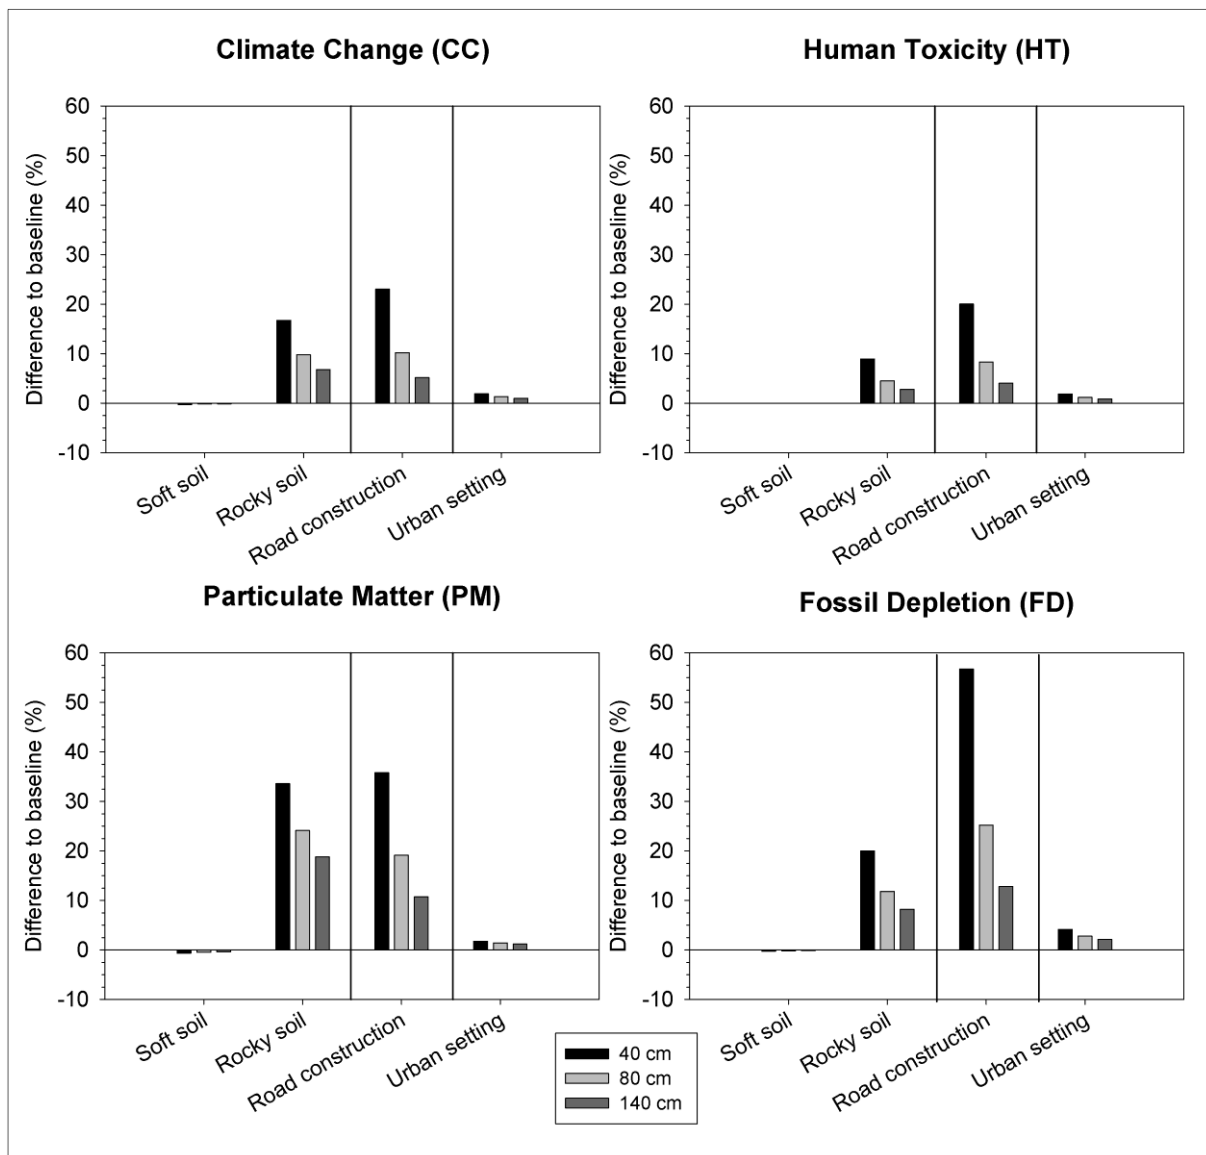 Climate Change (CC)
Difference to baseline (%)
60
50
40
30
20
10
0
-10
Soft soil
Rocky soil
Road construction
Urban setting
Human Toxicity (HT)
Difference to baseline (%)
60
50
40
30
20
10
0
-10
Soft soil
Rocky soil
Road construction
Urban setting
Particulate Matter (PM)
Difference to baseline (%)
60
50
40
30
20
10
0
-10
Soft soil
Rocky soil
Road construction
Urban setting
Fossil Depletion (FD)
Difference to baseline (%)
60
50
40
30
20
10
0
-10
Soft soil
Rocky soil
Road construction
Urban setting
40 cm
80 cm
140 cm